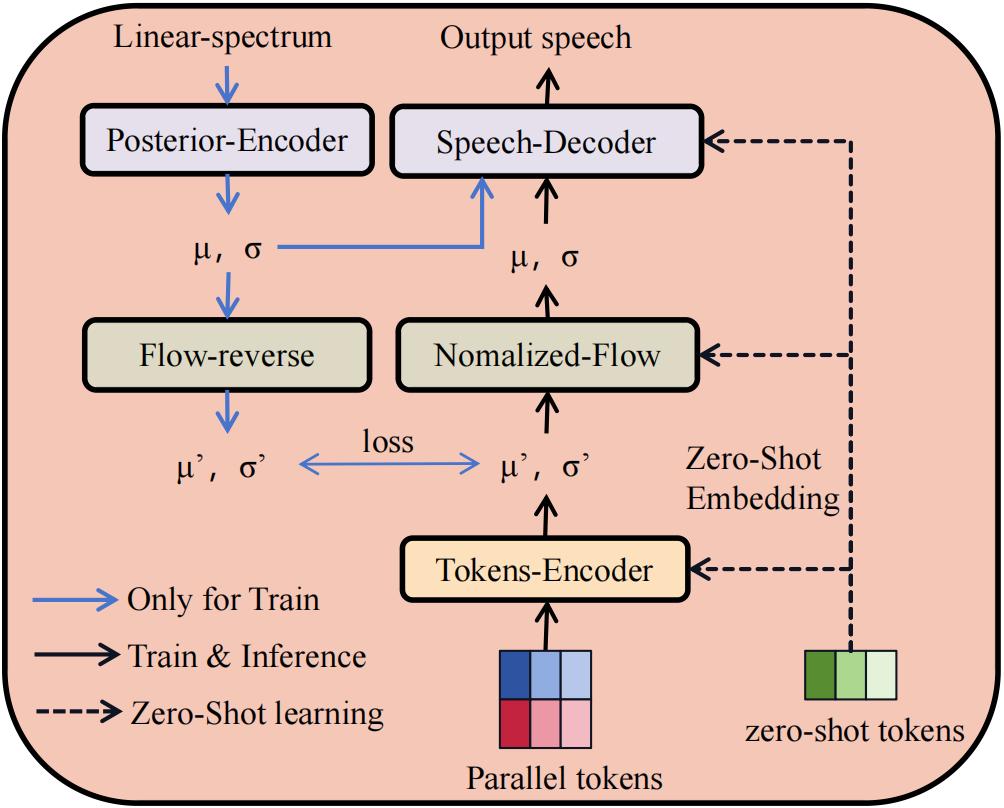 Linear-spectrum
Output speech
Posterior-Encoder
Speech-Decoder
μ, σ
μ, σ
Flow-reverse
Nomalized-Flow
loss
μ’, σ’
μ’, σ’
Zero-Shot
Embedding
Tokens-Encoder
Only for Train
Train & Inference
Zero-Shot learning
zero-shot tokens
Parallel tokens